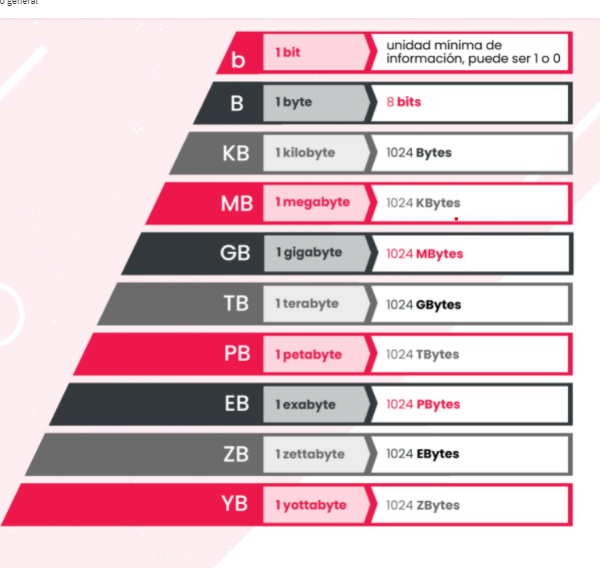 o general
b 1 bit unidad mínima de
información, puede ser 1 o 0
B 1 byte 8 bits
KB 1 kilobyte 1024 Bytes
MB 1 megabyte 1024 KBytes
GB 1 gigabyte 1024 MBytes
TB 1 terabyte 1024 GBytes
PB 1 petabyte 1024 TBytes
EB 1 exabyte 1024 PBytes
ZB 1 zettabyte 1024 EBytes
YB 1 yottabyte 1024 ZBytes